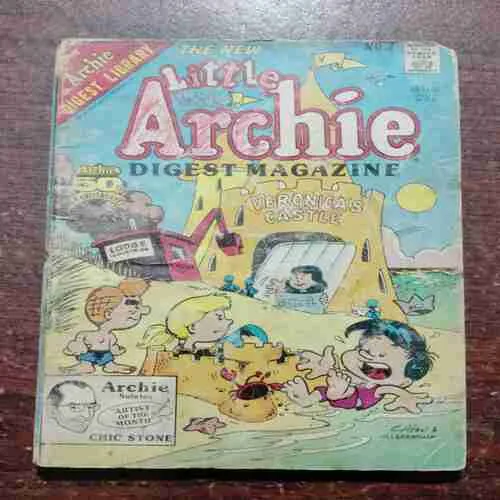 Archie
DIGEST LIBRARY
THE NEW
Little
Archie
DIGEST MAGAZINE
VERONICA'S
CASTLE
LODGE
Archie
Salutes
ARTIST
OF THE
MONTH
CHIC STONE